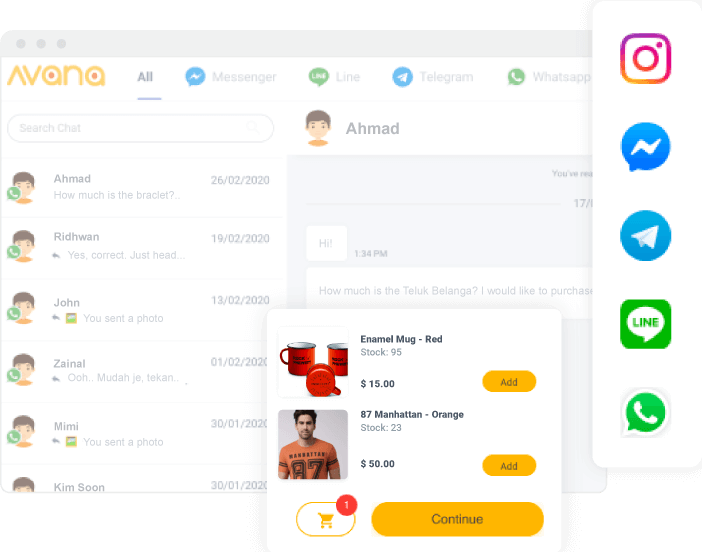 AVANA
All
Messenger
LINE
Line
Telegram
Whatsapp
Search Chat
Ahmad
26/02/2020
How much is the braclet?..
Ridhwan
19/02/2020
Yes, correct. Just head...
John
13/02/2020
You sent a photo
Zainal
01/02/2020
Ooh.. Mudah je, tekan..
Mimi
30/01/2020
You sent a photo
Kim Soon
30/01/2020
Ahmad
You've rea
17/
Hi!
1:34 PM
How much is the Teluk Belanga? I would like to purchase
Enamel Mug - Red
Stock: 95
$ 15.00
Add
87 Manhattan - Orange
Stock: 23
$ 50.00
Add
MANHATTAN
87
1
Continue
LINE